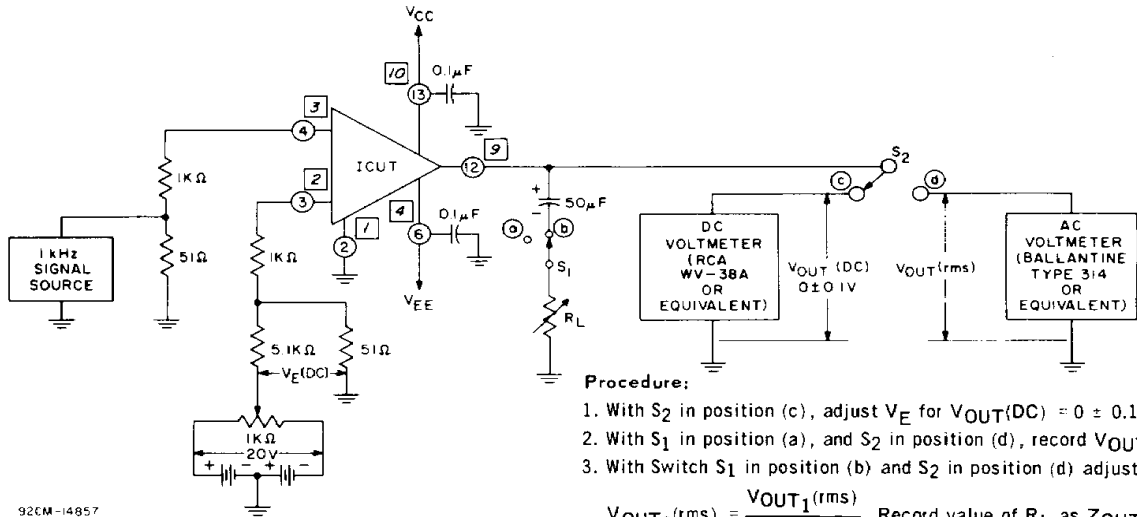 VCC
10
0.1μF
13
3
4
ICUT
9
12
S2
2
3
4
6
0.1μF
1
2
VEE
1KΩ
51Ω
1 kHz
SIGNAL
SOURCE
1KΩ
5.1KΩ
51Ω
VE(DC)
1KΩ
20V
+ - + -
+
50μF
-
a
b
S1
RL
c
d
DC
VOLTMETER
(RCA
WV-38A
OR
EQUIVALENT)
VOUT (DC)
0±0.1V
VOUT(rms)
AC
VOLTMETER
(BALLANTINE
TYPE 314
OR
EQUIVALENT)
Procedure:
1. With S2 in position (c), adjust VE for VOUT(DC) = 0 ± 0.1
2. With S1 in position (a), and S2 in position (d), record VOU
3. With Switch S1 in position (b) and S2 in position (d) adjust
VOUT1(rms)
VOUT (rms) = Record value of RL as ZOUT
92CM-14857